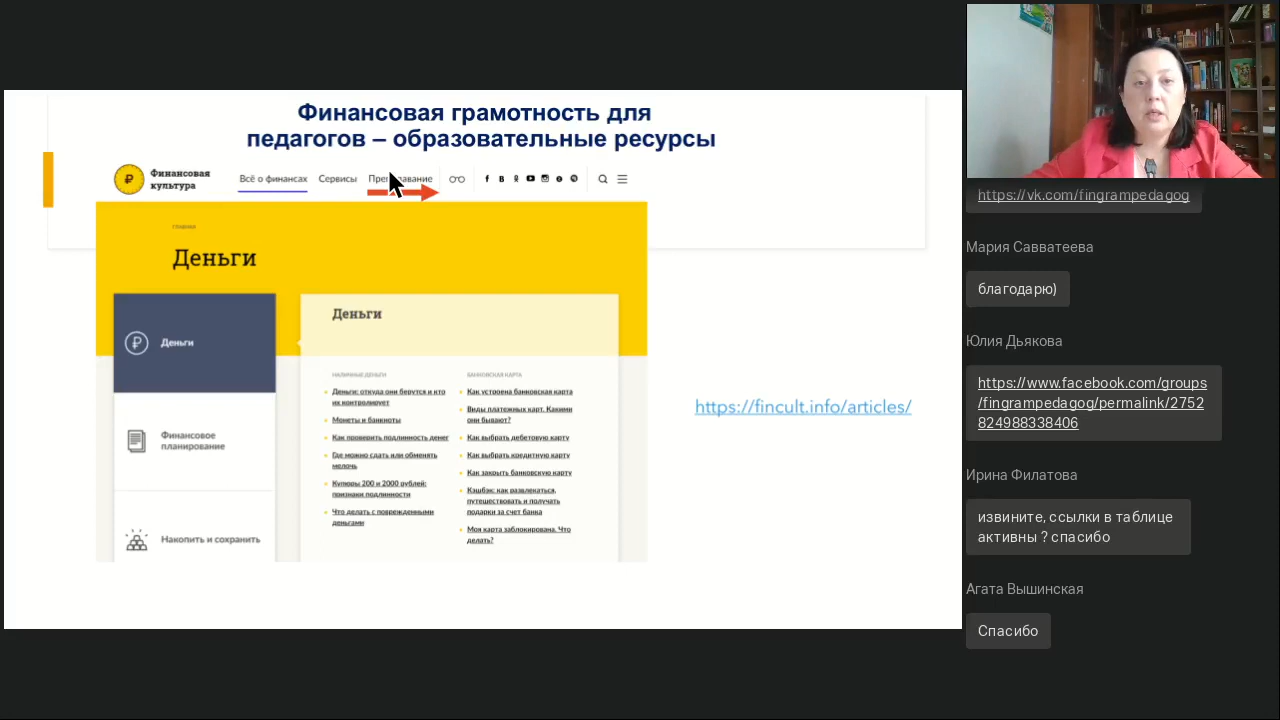 Финансовая грамотность для
педагогов – образовательные ресурсы
Финансовая
культура
Всё о финансах
Сервисы
Преподавание
ГЛАВНАЯ
Деньги
Деньги
Финансовое
планирование
Накопить и сохранить
Деньги
НАЛИЧНЫЕ ДЕНЬГИ
Деньги: откуда они берутся и кто
их контролирует
Монеты и банкноты
Как проверить подлинность денег
Где можно сдать или обменять
мелочь
Купюры 200 и 2000 рублей:
признаки подлинности
Что делать с поврежденными
деньгами
БАНКОВСКАЯ КАРТА
Как устроена банковская карта
Виды платежных карт. Какими
они бывают?
Как выбрать дебетовую карту
Как выбрать кредитную карту
Как закрыть банковскую карту
Кэшбэк: как развлекаться,
путешествовать и получать
подарки за счет банка
Моя карта заблокирована. Что
делать?
https://fincult.info/articles/
https://vk.com/fingrampedagog
Мария Савватеева
благодарю)
Юлия Дьякова
https://www.facebook.com/groups
/fingrampedagog/permalink/2752
824988338406
Ирина Филатова
извините, ссылки в таблице
активны ? спасибо
Агата Вышинская
Спасибо